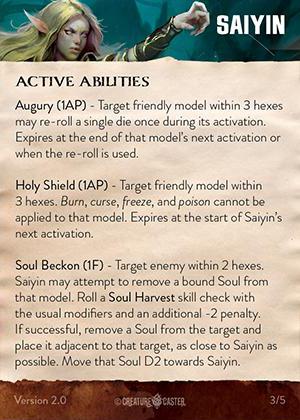 SAIYIN
ACTIVE ABILITIES
Augury (1AP) - Target friendly model within 3 hexes
may re-roll a single die once during its activation.
Expires at the end of that model's next activation or
when the re-roll is used.
Holy Shield (1AP) - Target friendly model within
3 hexes. Burn, curse, freeze, and poison cannot be
applied to that model. Expires at the start of Saiyin's
next activation.
Soul Beckon (1F) - Target enemy within 2 hexes.
Saiyin may attempt to remove a bound Soul from
that model. Roll a Soul Harvest skill check with
the usual modifiers and an additional -2 penalty.
If successful, remove a Soul from the target and
place it adjacent to that target, as close to Saiyin as
possible. Move that Soul D2 towards Saiyin.
Version 2.0 © CREATURE CASTER 3/5